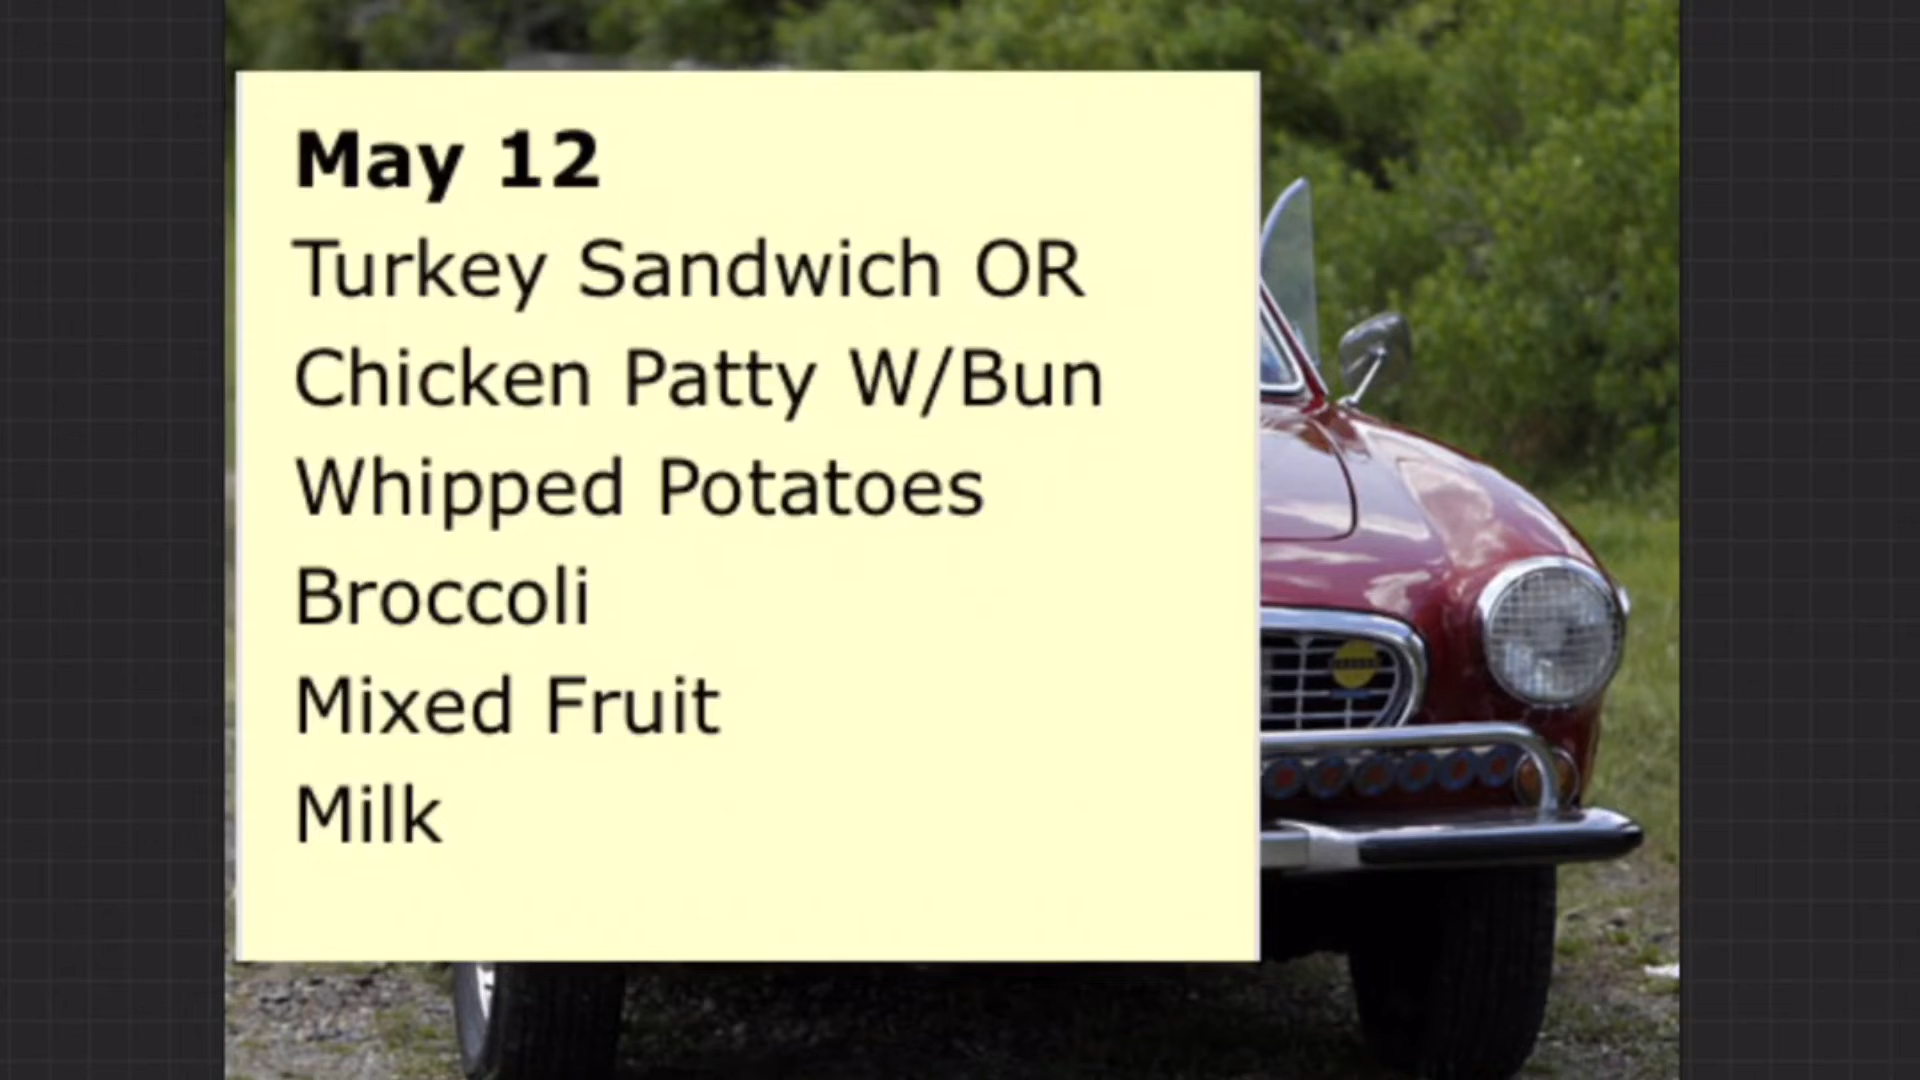 May 12
Turkey Sandwich OR
Chicken Patty W/Bun
Whipped Potatoes
Broccoli
Mixed Fruit
Milk